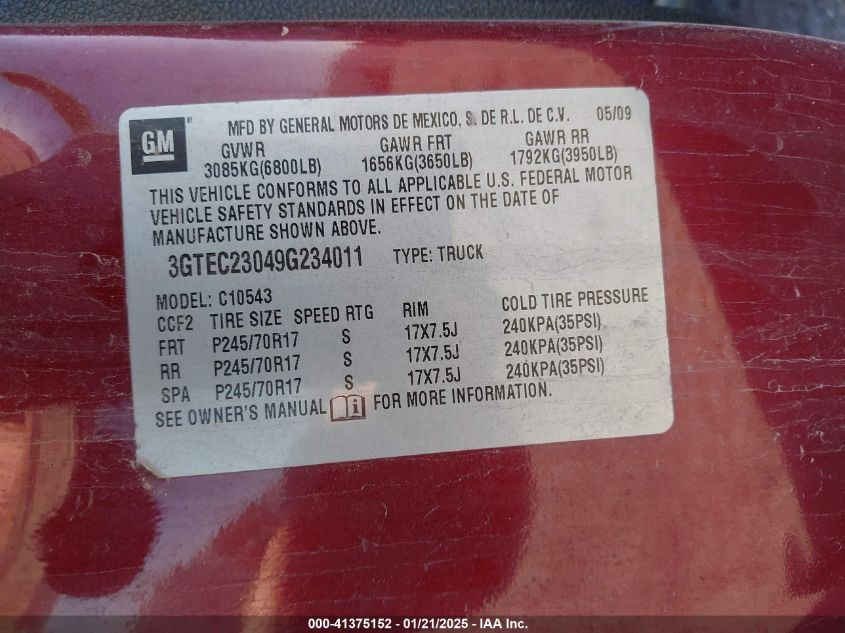 GM ® MFD BY GENERAL MOTORS DE MEXICO, S. DE R.L. DE C.V. 05/09
GVWR GAWR FRT GAWR RR
3085KG(6800LB) 1656KG(3650LB) 1792KG(3950LB)
THIS VEHICLE CONFORMS TO ALL APPLICABLE U.S. FEDERAL MOTOR
VEHICLE SAFETY STANDARDS IN EFFECT ON THE DATE OF
MANUFACTURE SHOWN ABOVE.
3GTEC23049G234011 TYPE: TRUCK
MODEL: C10543
CCF2 TIRE SIZE SPEED RTG RIM COLD TIRE PRESSURE
FRT P245/70R17 S 17X7.5J 240KPA(35PSI)
RR P245/70R17 S 17X7.5J 240KPA(35PSI)
SPA P245/70R17 S 17X7.5J 240KPA(35PSI)
SEE OWNER'S MANUAL i FOR MORE INFORMATION.
000-41375152 — 01/21/2025 — IAA Inc.